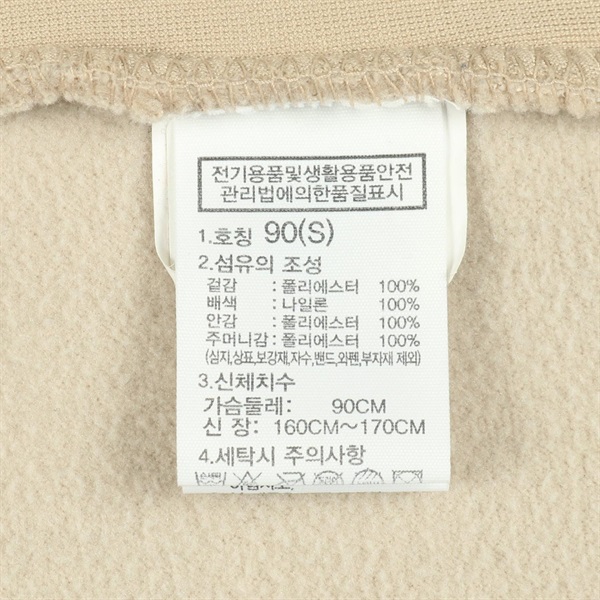 전기용품및생활용품안전
관리법에의한품질표시
1.호칭 90(S)
2.섬유의 조성
겉감 : 폴리에스터 100%
배색 : 나일론 100%
안감 : 폴리에스터 100%
주머니감 : 폴리에스터 100%
(심지,상표,보강재,자수,밴드,와펜,부자재 제외)
3.신체치수
가슴둘레: 90CM
신 장: 160CM~170CM
4.세탁시 주의사항